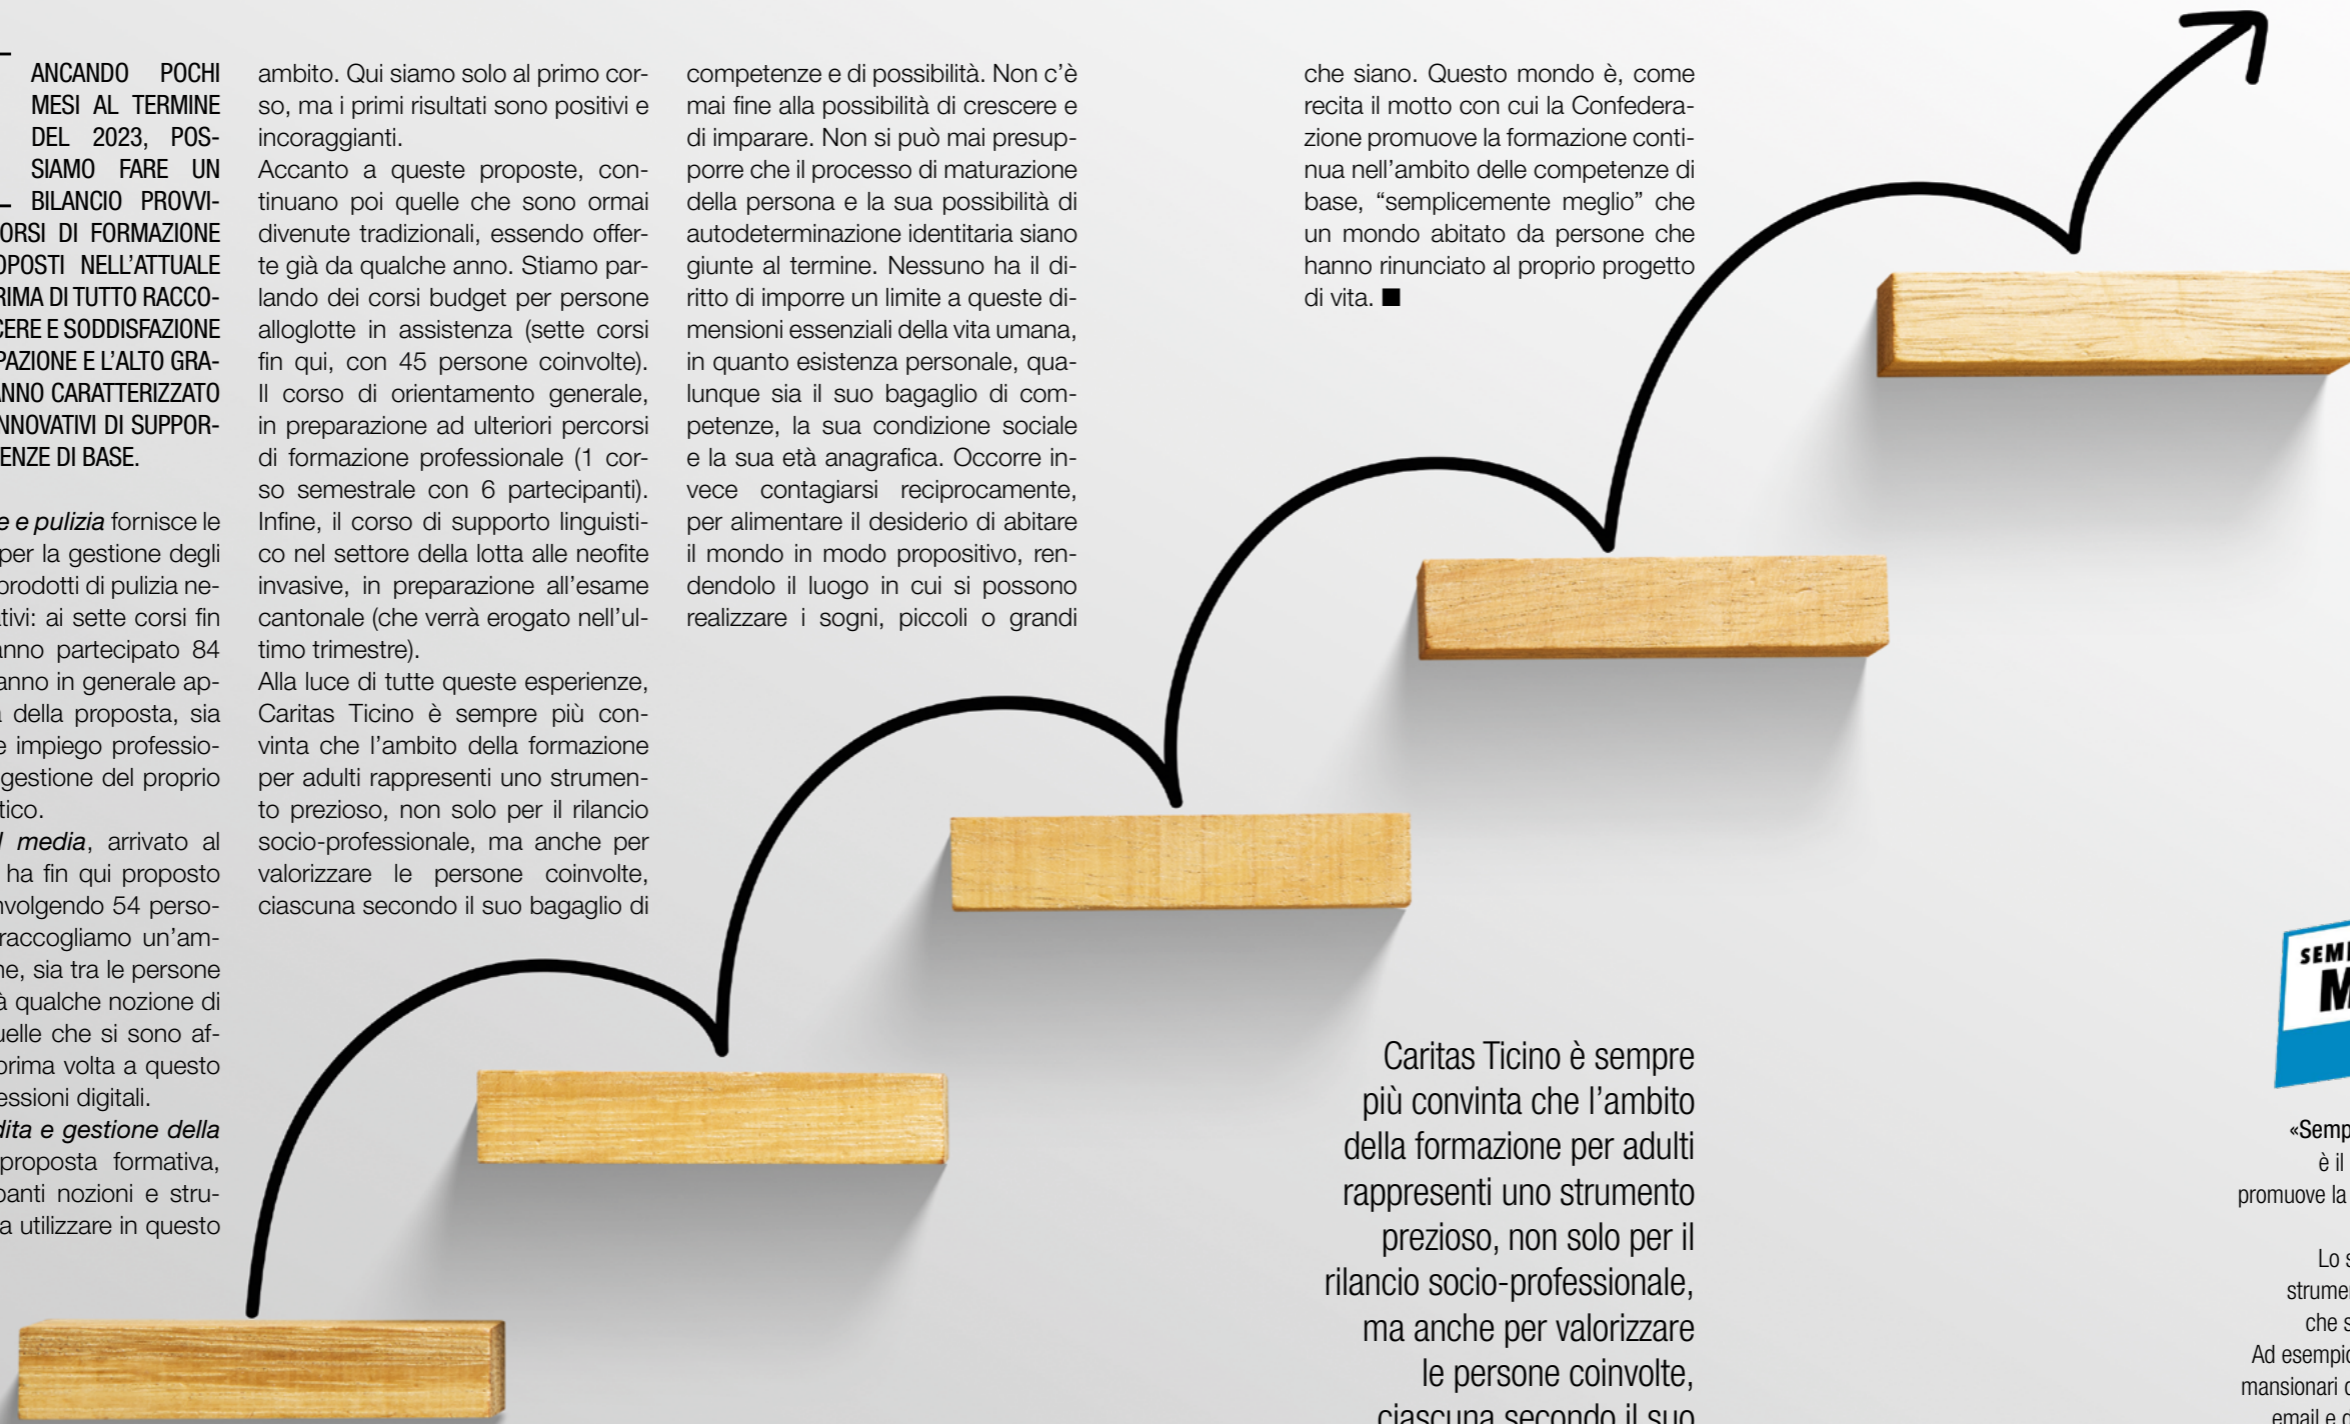 ANCANDO POCHI
MESI AL TERMINE
DEL 2023, POS-
SIAMO FARE UN
BILANCIO PROVVI-
ORSI DI FORMAZIONE
OPOSTI NELL'ATTUALE
RIMA DI TUTTO RACCO-
CERE E SODDISFAZIONE
PAZIONE E L'ALTO GRA-
ANNO CARATTERIZZATO
NNOVATIVI DI SUPPOR-
ENZE DI BASE.
e e pulizia fornisce le
per la gestione degli
prodotti di pulizia ne-
ativi: ai sette corsi fin
anno partecipato 84
anno in generale ap-
a della proposta, sia
e impiego professio-
gestione del proprio
tico.
l media, arrivato al
ha fin qui proposto
nvolgendo 54 perso-
raccogliamo un'am-
ne, sia tra le persone
à qualche nozione di
uelle che si sono af-
prima volta a questo
essioni digitali.
dita e gestione della
proposta formativa,
panti nozioni e stru-
a utilizzare in questo
ambito. Qui siamo solo al primo cor-
so, ma i primi risultati sono positivi e
incoraggianti.
Accanto a queste proposte, con-
tinuano poi quelle che sono ormai
divenute tradizionali, essendo offer-
te già da qualche anno. Stiamo par-
lando dei corsi budget per persone
alloglotte in assistenza (sette corsi
fin qui, con 45 persone coinvolte).
Il corso di orientamento generale,
in preparazione ad ulteriori percorsi
di formazione professionale (1 cor-
so semestrale con 6 partecipanti).
Infine, il corso di supporto linguisti-
co nel settore della lotta alle neofite
invasive, in preparazione all'esame
cantonale (che verrà erogato nell'ul-
timo trimestre).
Alla luce di tutte queste esperienze,
Caritas Ticino è sempre più con-
vinta che l'ambito della formazione
per adulti rappresenti uno strumen-
to prezioso, non solo per il rilancio
socio-professionale, ma anche per
valorizzare le persone coinvolte,
ciascuna secondo il suo bagaglio di
competenze e di possibilità. Non c'è
mai fine alla possibilità di crescere e
di imparare. Non si può mai presup-
porre che il processo di maturazione
della persona e la sua possibilità di
autodeterminazione identitaria siano
giunte al termine. Nessuno ha il di-
ritto di imporre un limite a queste di-
mensioni essenziali della vita umana,
in quanto esistenza personale, qua-
lunque sia il suo bagaglio di com-
petenze, la sua condizione sociale
e la sua età anagrafica. Occorre in-
vece contagiarsi reciprocamente,
per alimentare il desiderio di abitare
il mondo in modo propositivo, ren-
dendolo il luogo in cui si possono
realizzare i sogni, piccoli o grandi
che siano. Questo mondo è, come
recita il motto con cui la Confedera-
zione promuove la formazione conti-
nua nell'ambito delle competenze di
base, “semplicemente meglio” che
un mondo abitato da persone che
hanno rinunciato al proprio progetto
di vita. ■
Caritas Ticino è sempre
più convinta che l'ambito
della formazione per adulti
rappresenti uno strumento
prezioso, non solo per il
rilancio socio-professionale,
ma anche per valorizzare
le persone coinvolte,
ciascuna secondo il suo
SEM
M
«Semp
è il
promuove la
Lo s
strume
che s
Ad esempio
mansionari
email e